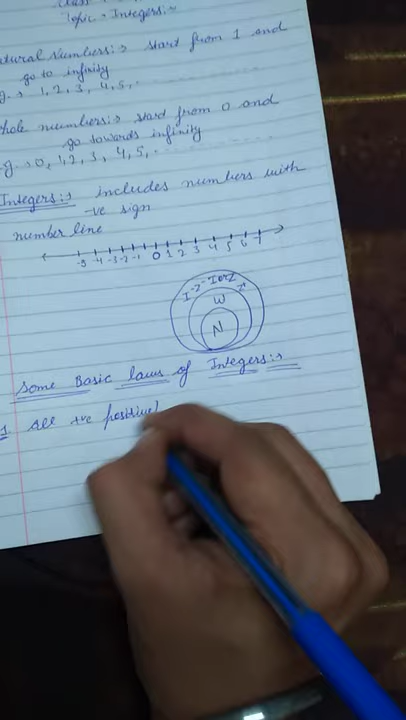 Class
Topic - Integers:~
Natural Numbers:> start from 1 and
go to infinity
1, 2, 3, 4, 5, .
whole numbers:> start from 0 and
go towards infinity
.g. > 0, 1, 2, 3, 4, 5, . . . . . . . .
Integers:> includes numbers with
-ve sign
number line
-5 -4 -3 -2 -1 0 1 2 3 4 5 6 7
W
N
Some Basic laws of Integers:>
1. All +ve positive